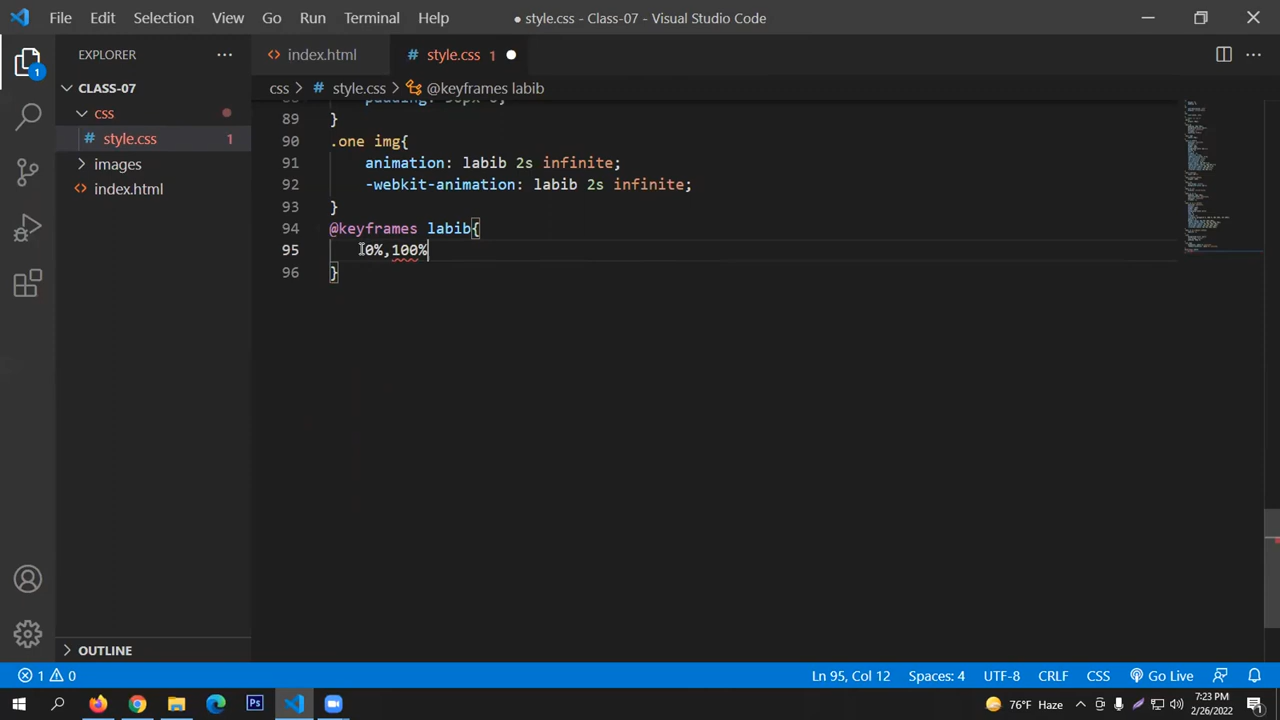 File Edit Selection View Go Run Terminal Help
● style.css - Class-07 - Visual Studio Code
EXPLORER
index.html
# style.css 1
CLASS-07
css > # style.css > @keyframes labib
css
# style.css 1
images
index.html
89 }
90 .one img{
91 animation: labib 2s infinite;
92 -webkit-animation: labib 2s infinite;
93 }
94 @keyframes labib{
95 0%,100%
96 }
1
OUTLINE
1 0
Ln 95, Col 12 Spaces: 4 UTF-8 CRLF CSS Go Live
Ps
76°F Haze
7:23 PM
2/26/2022
1